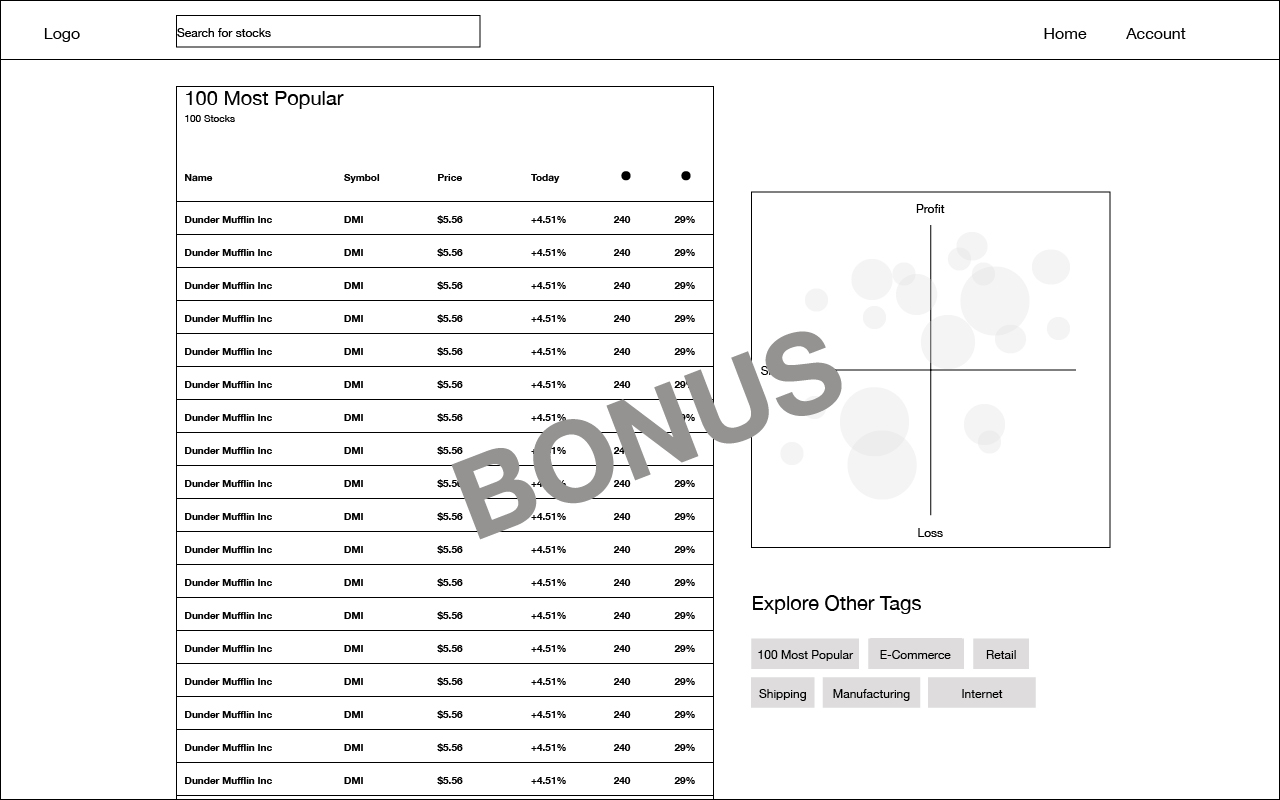 Logo
Search for stocks
Home
Account
100 Most Popular
100 Stocks
Name Symbol Price Today
Dunder Mufflin Inc DMI $5.56 +4.51% 240 29%
Dunder Mufflin Inc DMI $5.56 +4.51% 240 29%
Dunder Mufflin Inc DMI $5.56 +4.51% 240 29%
Dunder Mufflin Inc DMI $5.56 +4.51% 240 29%
Dunder Mufflin Inc DMI $5.56 +4.51% 240 29%
Dunder Mufflin Inc DMI $5.56 +4.51% 240
Dunder Mufflin Inc DMI $5.56 +4.51%
Dunder Mufflin Inc DMI $5.56
Dunder Mufflin Inc DMI 240 29%
Dunder Mufflin Inc DMI $5.56 +4.51% 240 29%
Dunder Mufflin Inc DMI $5.56 +4.51% 240 29%
Dunder Mufflin Inc DMI $5.56 +4.51% 240 29%
Dunder Mufflin Inc DMI $5.56 +4.51% 240 29%
Dunder Mufflin Inc DMI $5.56 +4.51% 240 29%
Dunder Mufflin Inc DMI $5.56 +4.51% 240 29%
Dunder Mufflin Inc DMI $5.56 +4.51% 240 29%
Dunder Mufflin Inc DMI $5.56 +4.51% 240 29%
Dunder Mufflin Inc DMI $5.56 +4.51% 240 29%
BONUS
Profit
Loss
Explore Other Tags
100 Most Popular
E-Commerce
Retail
Shipping
Manufacturing
Internet